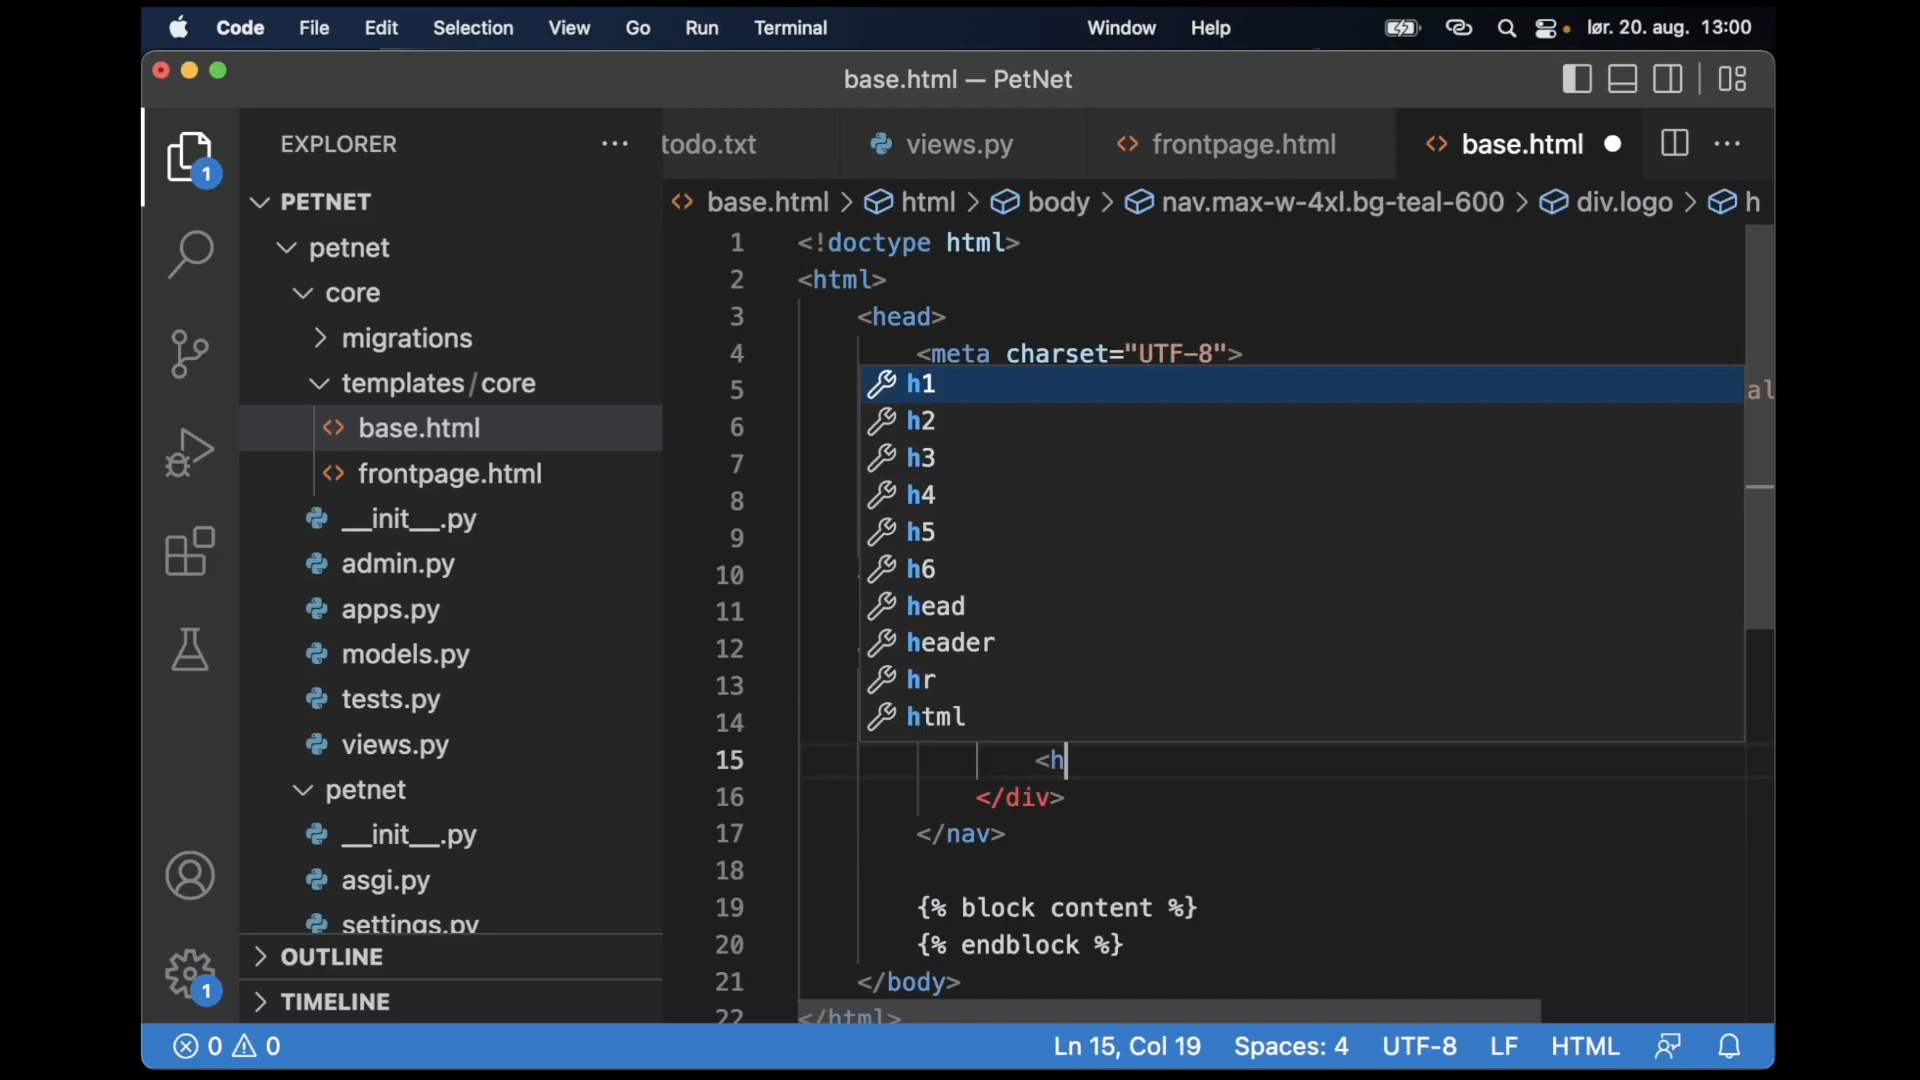 Code File Edit Selection View Go Run Terminal Window Help lør. 20. aug. 13:00
base.html — PetNet
EXPLORER
todo.txt views.py frontpage.html base.html
1
PETNET
base.html > html > body > nav.max-w-4xl.bg-teal-600 > div.logo > h
petnet
core
migrations
templates/core
base.html
frontpage.html
__init__.py
admin.py
apps.py
models.py
tests.py
views.py
petnet
__init__.py
asgi.py
settings.py
OUTLINE
TIMELINE
1
1 <!doctype html>
2 <html>
3 <head>
4 <meta charset="UTF-8">
5 al
6
7
8
9
10
11
12
13
14
h1
h2
h3
h4
h5
h6
head
header
hr
html
15 <h
16 </div>
17 </nav>
18
19 {% block content %}
20 {% endblock %}
21 </body>
22 </html>
0 0 Ln 15, Col 19 Spaces: 4 UTF-8 LF HTML